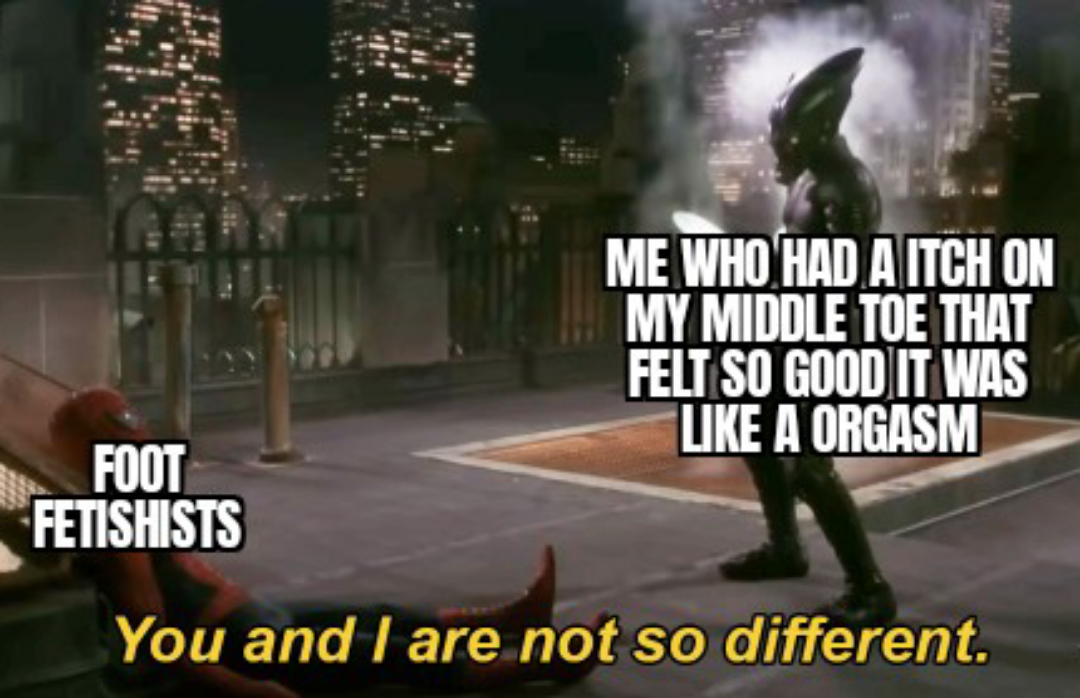 ME WHO HAD A ITCH ON
MY MIDDLE TOE THAT
FELT SO GOOD IT WAS
LIKE A ORGASM
FOOT
FETISHISTS
You and I are not so different.